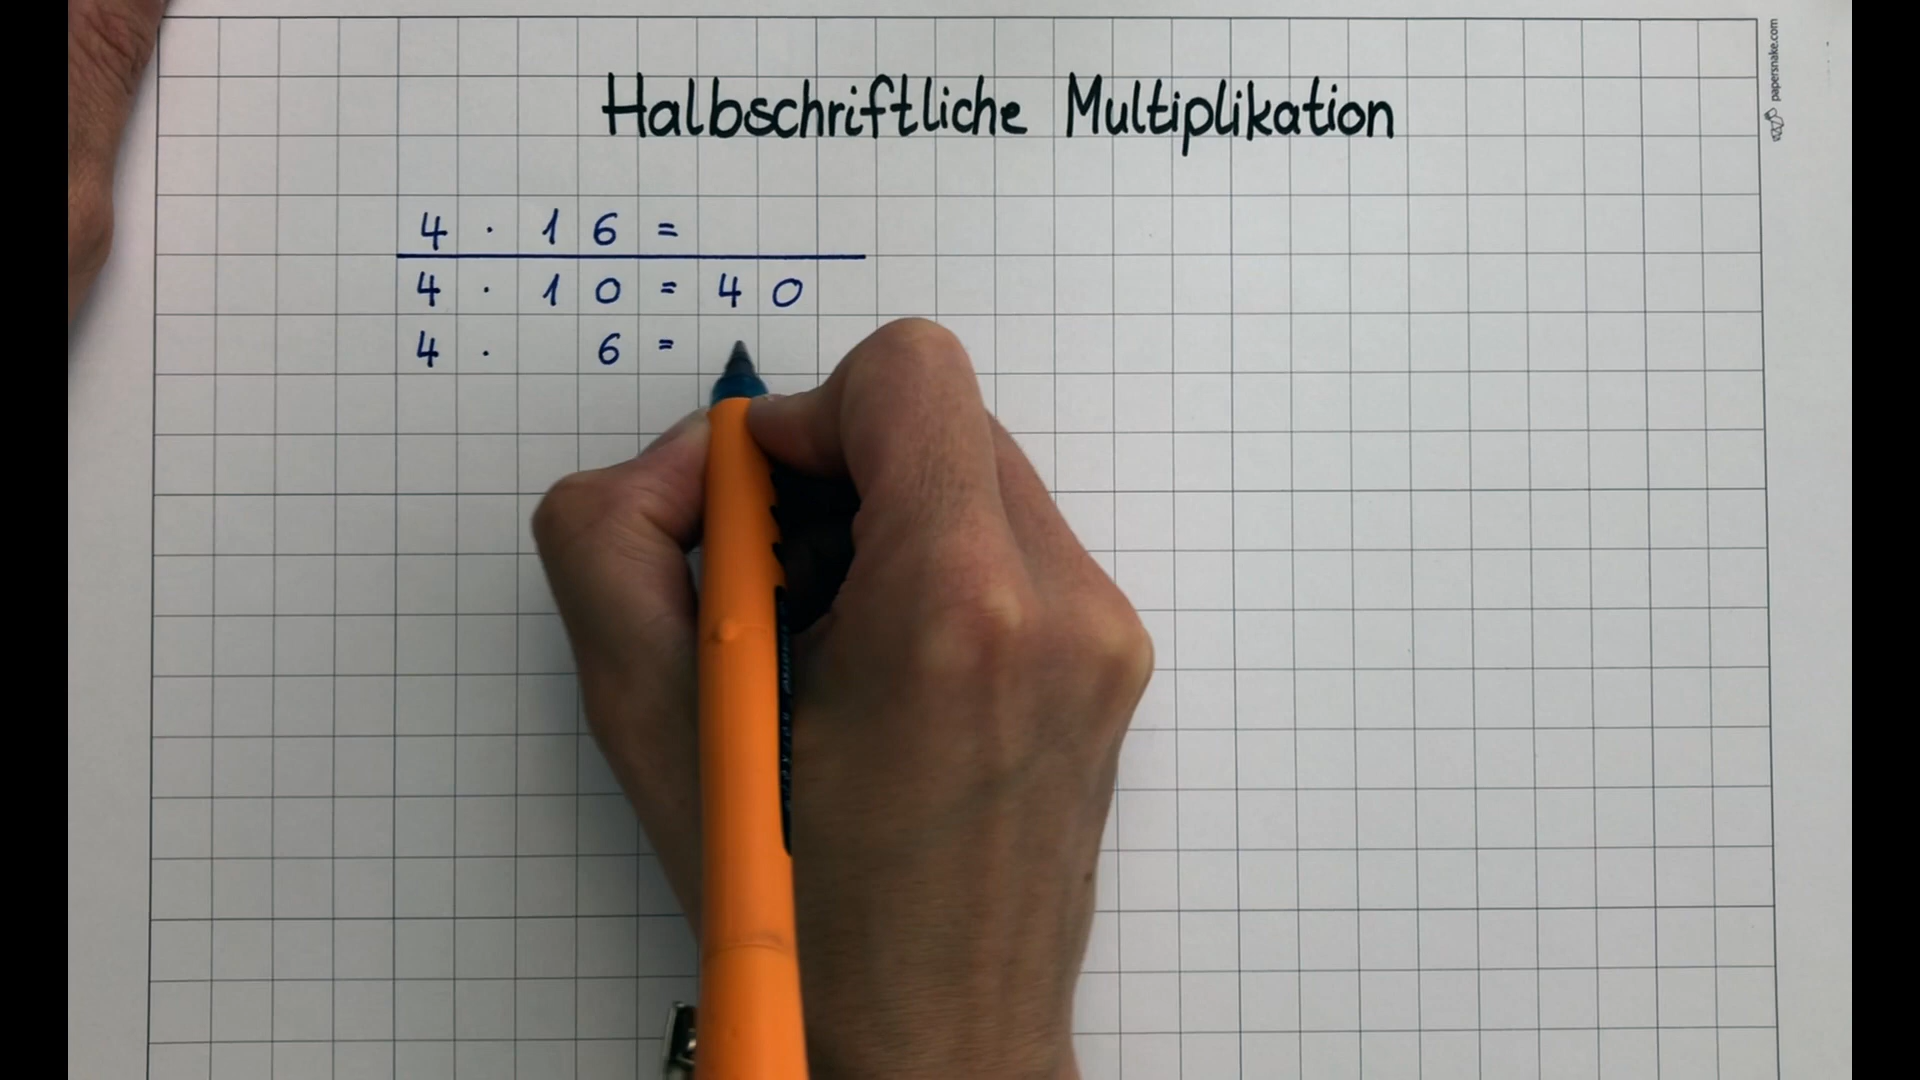 papersnake.com
Halbschriftliche Multiplikation
4 · 16 =
4 · 10 = 40
4 · 6 =